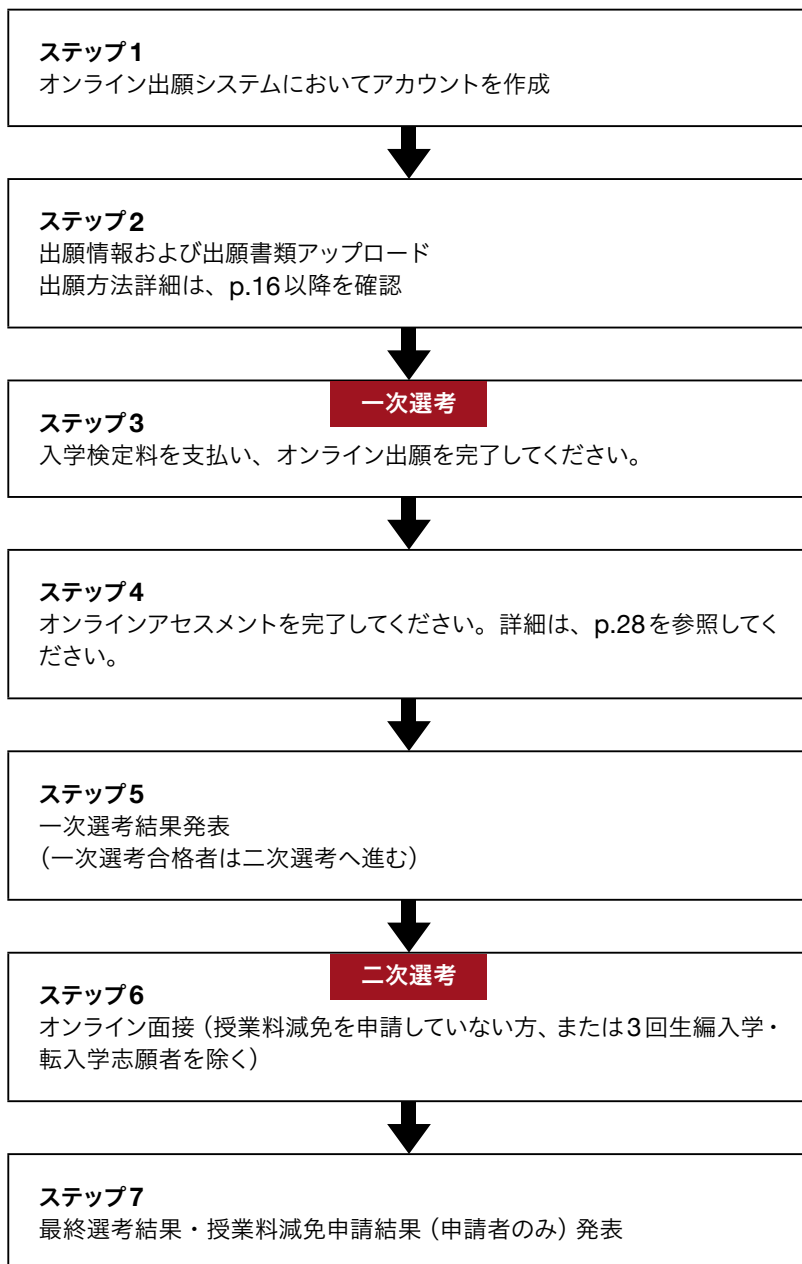 ステップ1
オンライン出願システムにおいてアカウントを作成
ステップ2
出願情報および出願書類アップロード
出願方法詳細は、p.16以降を確認
一次選考
ステップ3
入学検定料を支払い、オンライン出願を完了してください。
ステップ4
オンラインアセスメントを完了してください。詳細は、p.28を参照してく
ださい。
ステップ5
一次選考結果発表
（一次選考合格者は二次選考へ進む）
二次選考
ステップ6
オンライン面接（授業料減免を申請していない方、または3回生編入学・
転入学志願者を除く）
ステップ7
最終選考結果・授業料減免申請結果（申請者のみ）発表